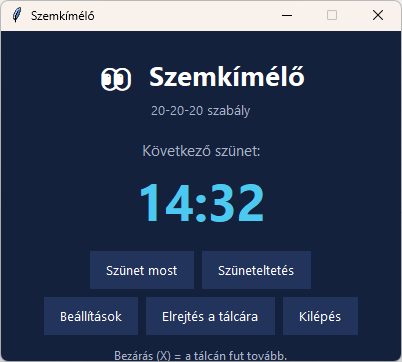 Szemkímélő
Szemkímélő
20-20-20 szabály
Következő szünet:
14:32
Szünet most
Szüneteltetés
Beállítások
Elrejtés a tálcára
Kilépés
Bezárás (X) = a tálcán fut tovább.